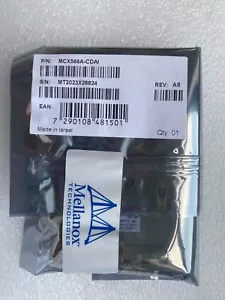 P/N: MCX566A-CDAI
S/N: MT2023X26824
REV: A8
EAN:
7 290108 481501
Made in Israel
Qty: 01
Mellanox
TECHNOLOGIES